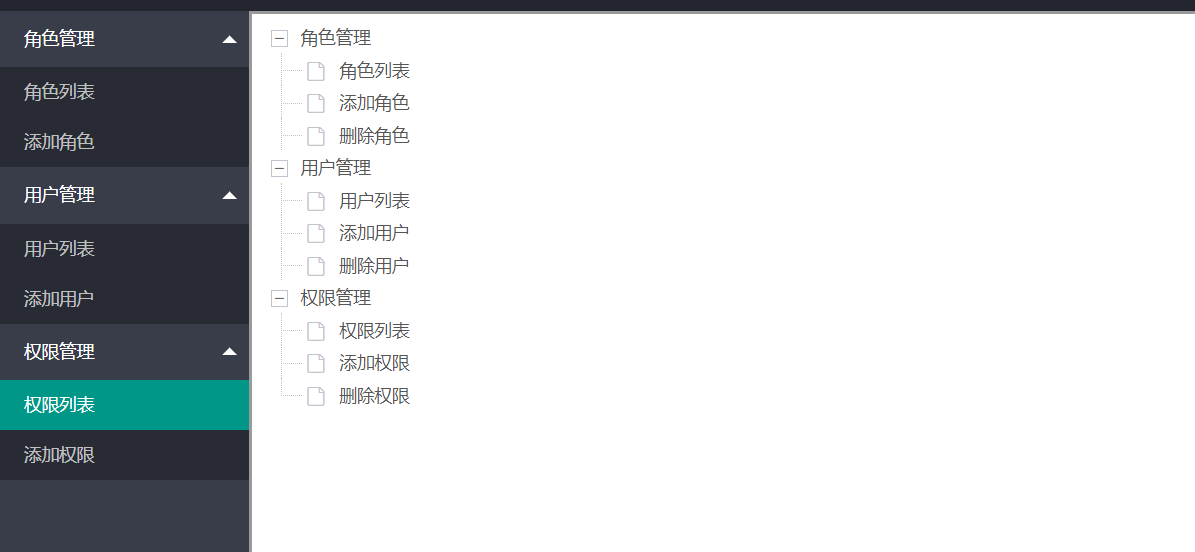 角色管理
角色列表
添加角色
用户管理
用户列表
添加用户
权限管理
权限列表
添加权限
角色管理
角色列表
添加角色
删除角色
用户管理
用户列表
添加用户
删除用户
权限管理
权限列表
添加权限
删除权限